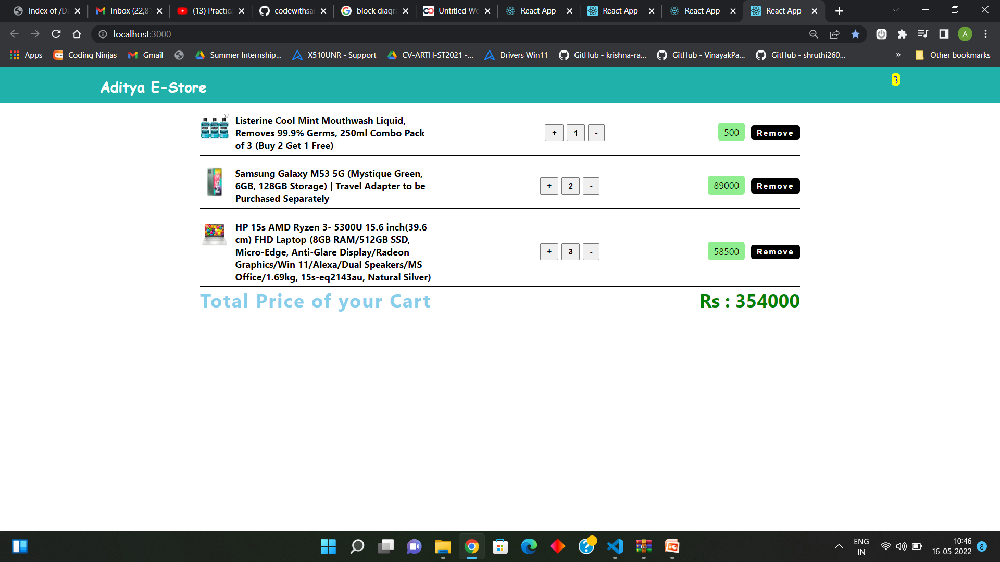 Index of /Da
Inbox (22,81
(13) Practica
codewithsar
block diagra
Untitled Wo
React App
React App
React App
React App
localhost:3000
A
Apps
Coding Ninjas
Gmail
Summer Internship...
X510UNR - Support
CV-ARTH-ST2021 -...
Drivers Win11
GitHub - krishna-ra...
GitHub - VinayakPa...
GitHub - shruthi260...
»
Other bookmarks
Aditya E-Store
3
Listerine Cool Mint Mouthwash Liquid,
Removes 99.9% Germs, 250ml Combo Pack
of 3 (Buy 2 Get 1 Free)
+ 1 -
500
Remove
Samsung Galaxy M53 5G (Mystique Green,
6GB, 128GB Storage) | Travel Adapter to be
Purchased Separately
+ 2 -
89000
Remove
HP 15s AMD Ryzen 3- 5300U 15.6 inch(39.6
cm) FHD Laptop (8GB RAM/512GB SSD,
Micro-Edge, Anti-Glare Display/Radeon
Graphics/Win 11/Alexa/Dual Speakers/MS
Office/1.69kg, 15s-eq2143au, Natural Silver)
+ 3 -
58500
Remove
Total Price of your Cart
Rs : 354000
ENG
IN
10:46
16-05-2022
8